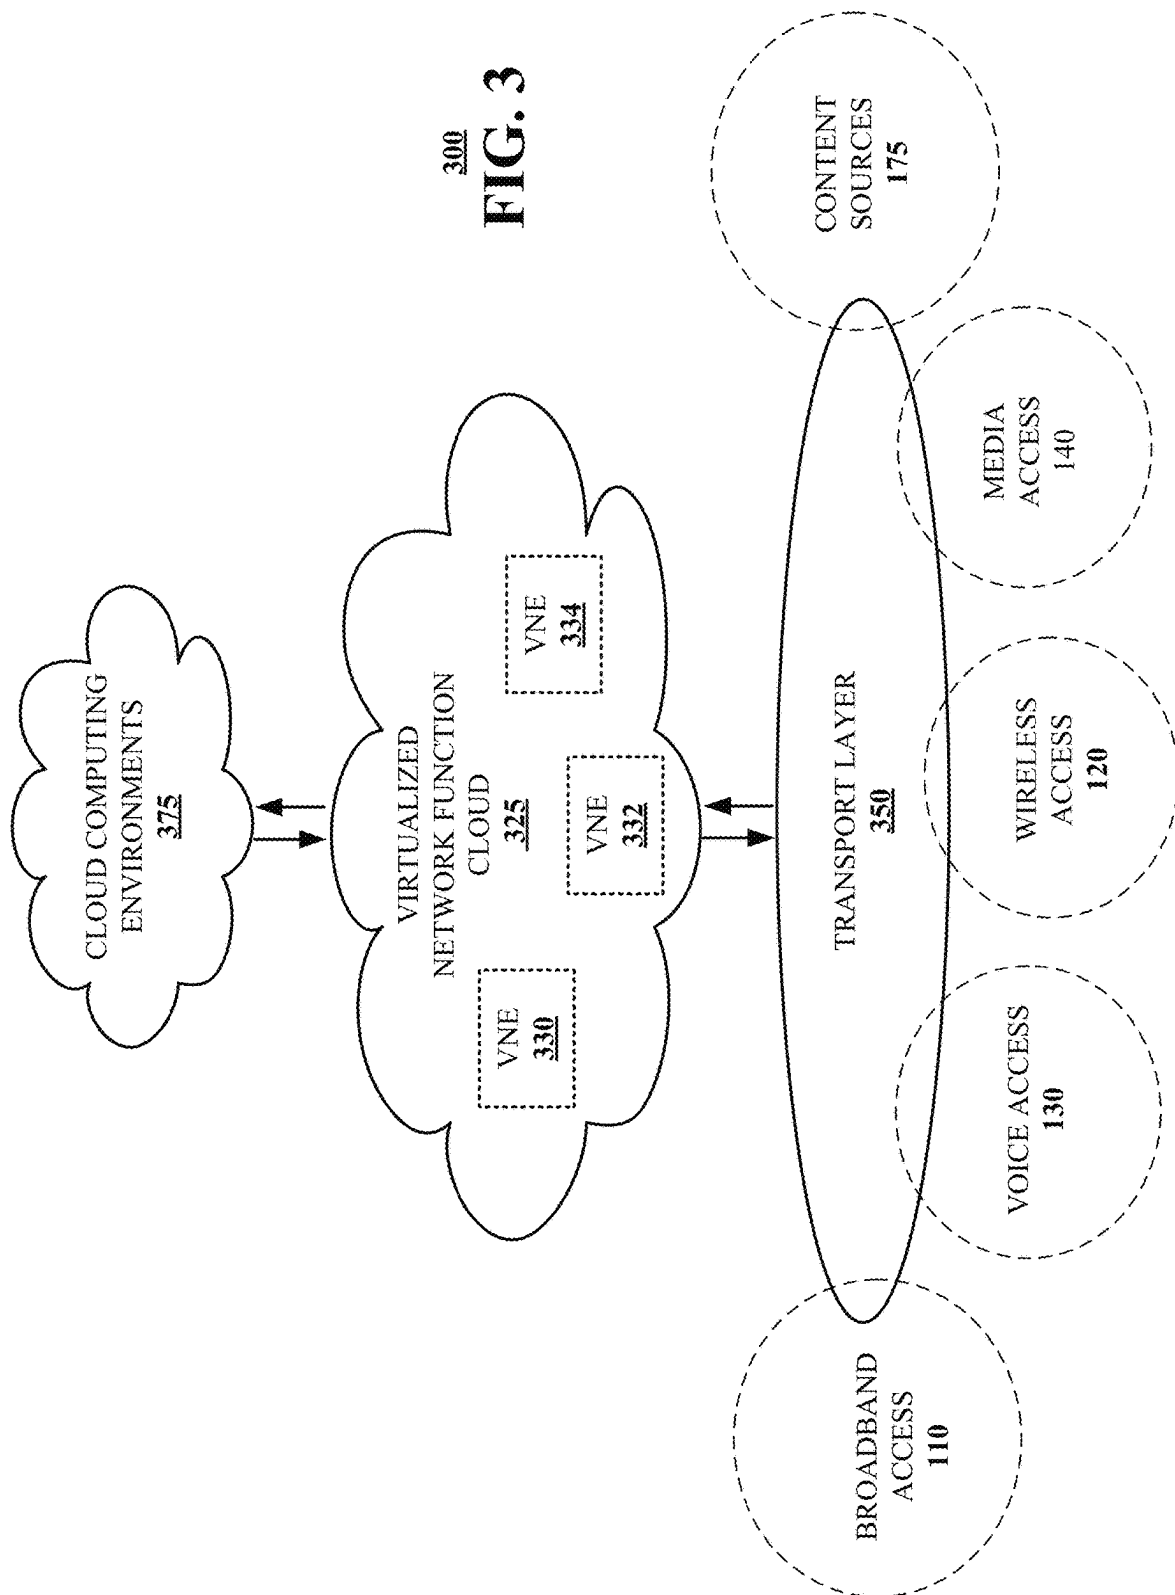 300
FIG. 3
CLOUD COMPUTING
ENVIRONMENTS
375
VIRTUALIZED
NETWORK FUNCTION
CLOUD
325
VNE
330
VNE
332
VNE
334
TRANSPORT LAYER
350
BROADBAND
ACCESS
110
VOICE ACCESS
130
WIRELESS
ACCESS
120
MEDIA
ACCESS
140
CONTENT
SOURCES
175